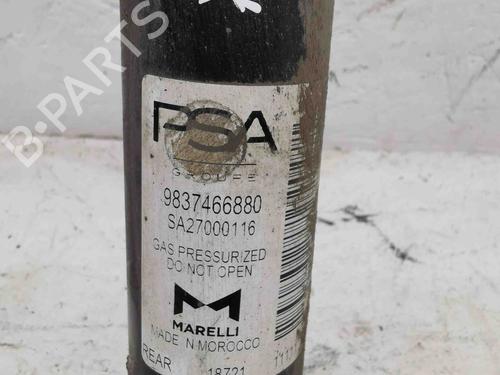 B-PARTS
PSA
GROUPE
9837466880
SA27000116
GAS PRESSURIZED
DO NOT OPEN
MARELLI
MADE IN MOROCCO
REAR 18721